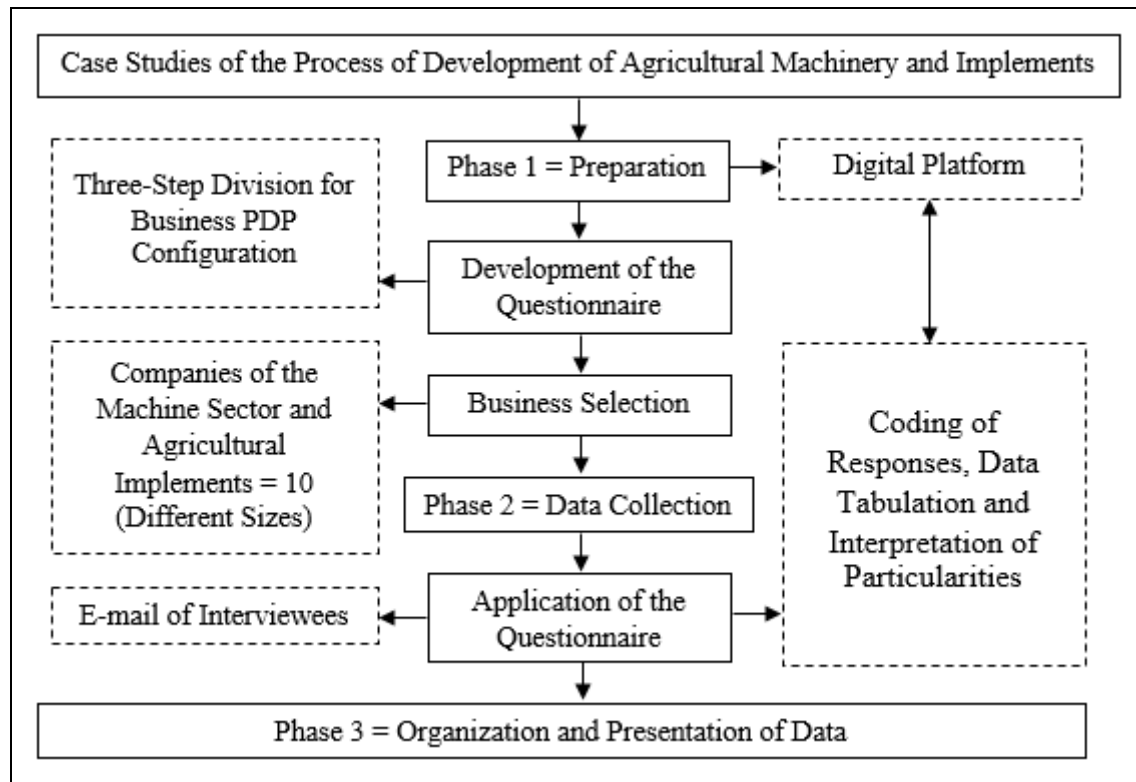 Case Studies of the Process of Development of Agricultural Machinery and Implements
Phase 1 = Preparation
Digital Platform
Three-Step Division for
Business PDP
Configuration
Development of the
Questionnaire
Companies of the
Machine Sector and
Agricultural
Implements = 10
(Different Sizes)
Business Selection
Coding of
Responses, Data
Tabulation and
Interpretation of
Particularities
Phase 2 = Data Collection
E-mail of Interviewees
Application of the
Questionnaire
Phase 3 = Organization and Presentation of Data